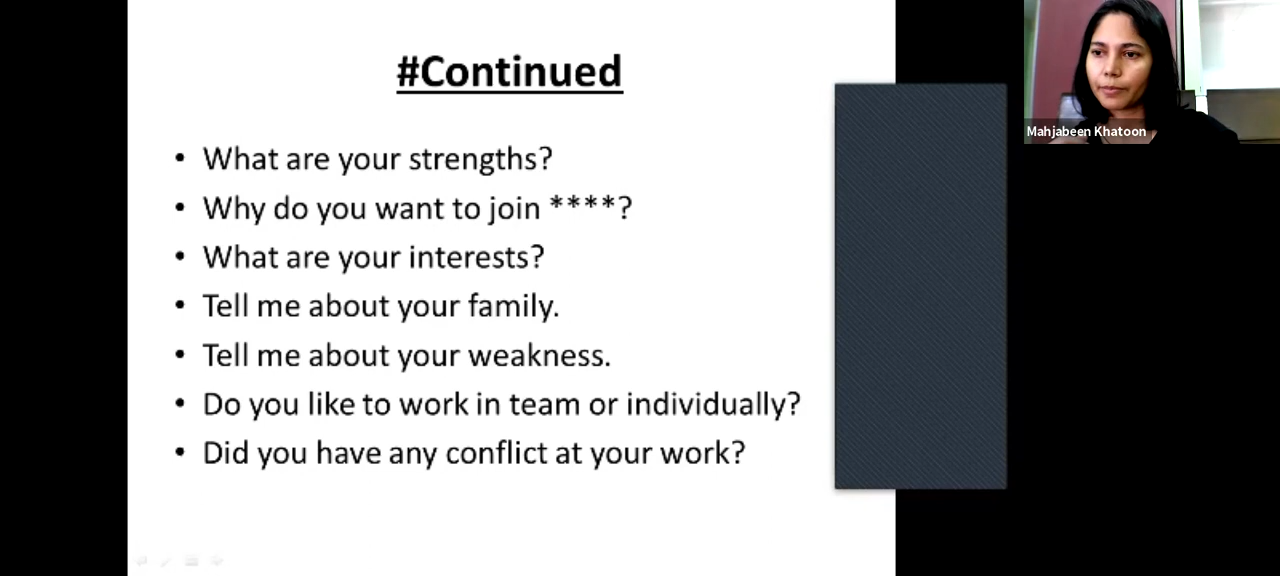 #Continued
• What are your strengths?
• Why do you want to join ****?
• What are your interests?
• Tell me about your family.
• Tell me about your weakness.
• Do you like to work in team or individually?
• Did you have any conflict at your work?
Mahjabeen Khatoon